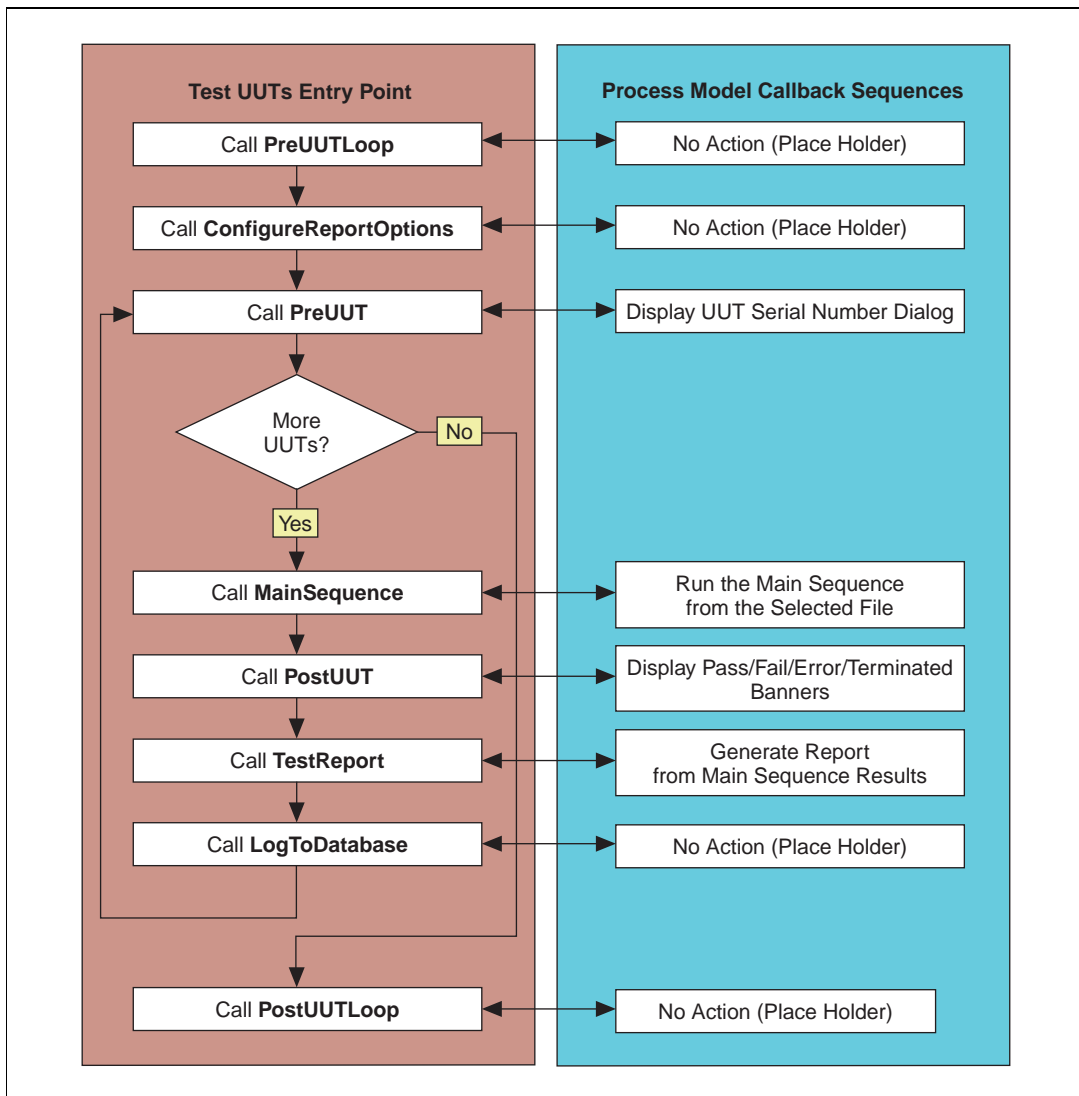 Test UUTs Entry Point
Process Model Callback Sequences
Call PreUUTLoop
No Action (Place Holder)
Call ConfigureReportOptions
No Action (Place Holder)
Call PreUUT
Display UUT Serial Number Dialog
More
UUTs?
No
Yes
Call MainSequence
Run the Main Sequence
from the Selected File
Call PostUUT
Display Pass/Fail/Error/Terminated
Banners
Call TestReport
Generate Report
from Main Sequence Results
Call LogToDatabase
No Action (Place Holder)
Call PostUUTLoop
No Action (Place Holder)